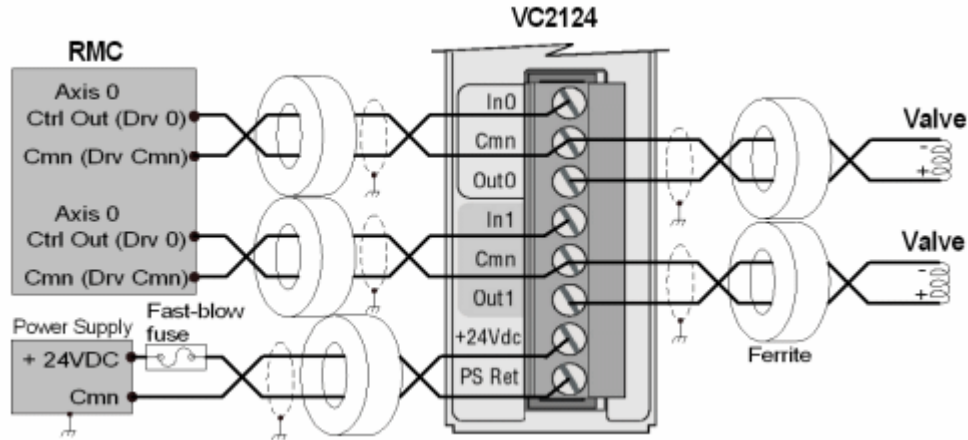 VC2124
RMC
Axis 0
Ctrl Out (Drv 0)
Cmn (Drv Cmn)
Axis 0
Ctrl Out (Drv 0)
Cmn (Drv Cmn)
Power Supply
Fast-blow
fuse
+ 24VDC
Cmn
In0
Cmn
Out0
In1
Cmn
Out1
+24Vdc
PS Ret
Valve
-
+
Valve
-
+
Ferrite